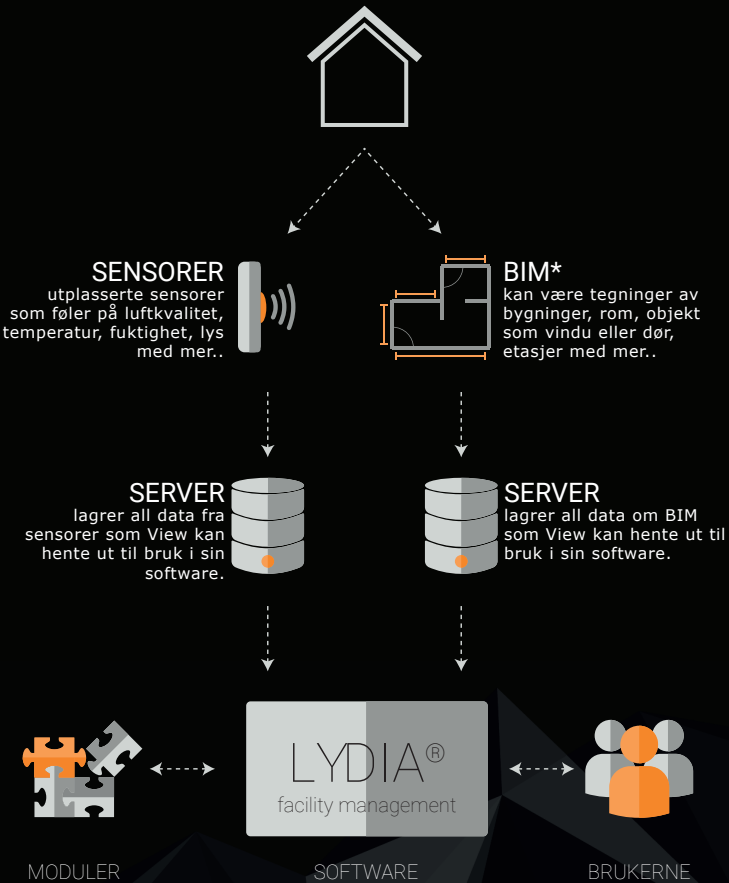 SENSORER
utplasserte sensorer
som føler på luftkvalitet,
temperatur, fuktighet, lys
med mer..
BIM*
kan være tegninger av
bygninger, rom, objekt
som vindu eller dør,
etasjer med mer..
SERVER
lagrer all data fra
sensorer som View kan
hente ut til bruk i sin
software.
SERVER
lagrer all data om BIM
som View kan hente ut til
bruk i sin software.
LYDIA®
facility management
MODULER
SOFTWARE
BRUKERNE